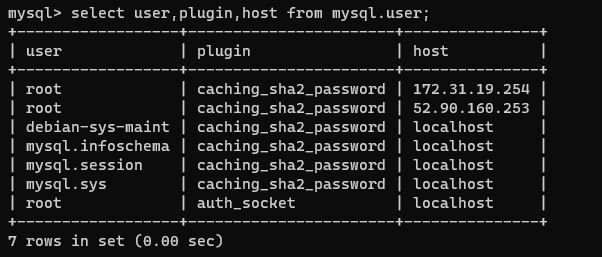 mysql> select user,plugin,host from mysql.user;
+------------------+-----------------------+---------------+
| user             | plugin                | host          |
+------------------+-----------------------+---------------+
| root             | caching_sha2_password | 172.31.19.254 |
| root             | caching_sha2_password | 52.90.160.253 |
| debian-sys-maint | caching_sha2_password | localhost     |
| mysql.infoschema | caching_sha2_password | localhost     |
| mysql.session    | caching_sha2_password | localhost     |
| mysql.sys        | caching_sha2_password | localhost     |
| root             | auth_socket           | localhost     |
+------------------+-----------------------+---------------+
7 rows in set (0.00 sec)